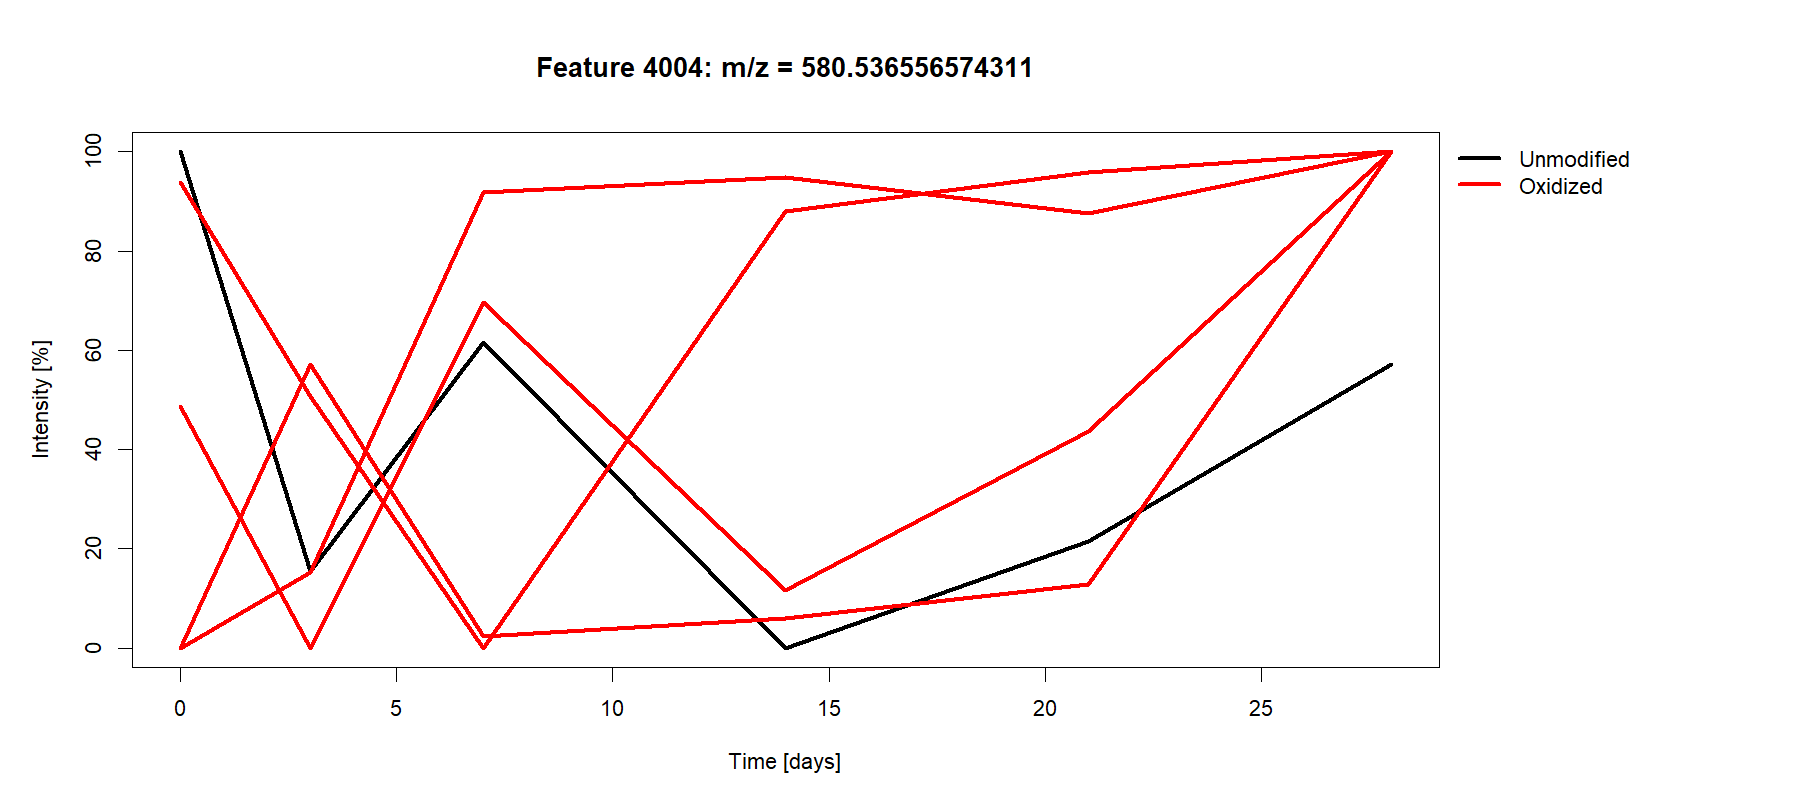 Feature 4004: m/z = 580.536556574311
Unmodified
Oxidized
Intensity [%]
100
80
60
40
20
0
0 5 10 15 20 25
Time [days]